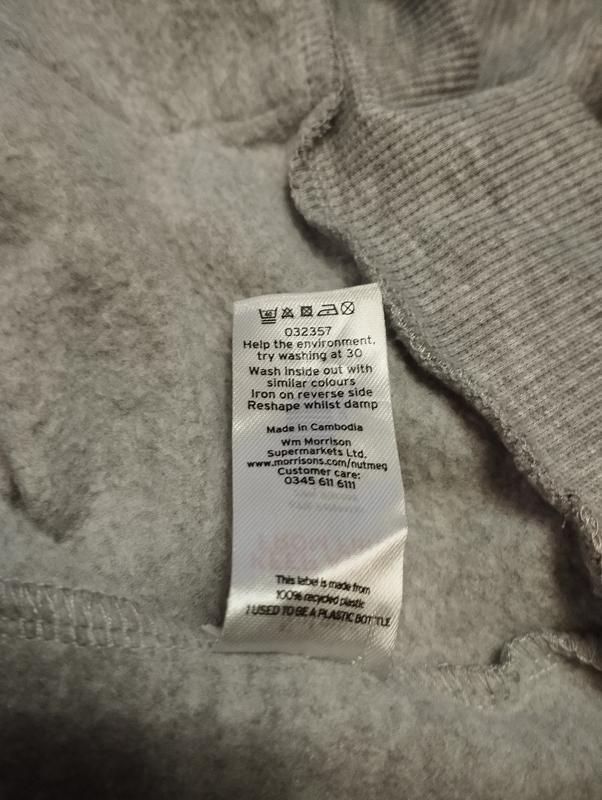 032357
Help the environment,
try washing at 30
Wash inside out with
similar colours
Iron on reverse side
Reshape whilst damp
Made in Cambodia
Wm Morrison
Supermarkets Ltd,
www.morrisons.com/nutmeg
Customer care:
0345 611 6111
This label is made from
100% recycled plastic
I USED TO BE A PLASTIC BOTTLE